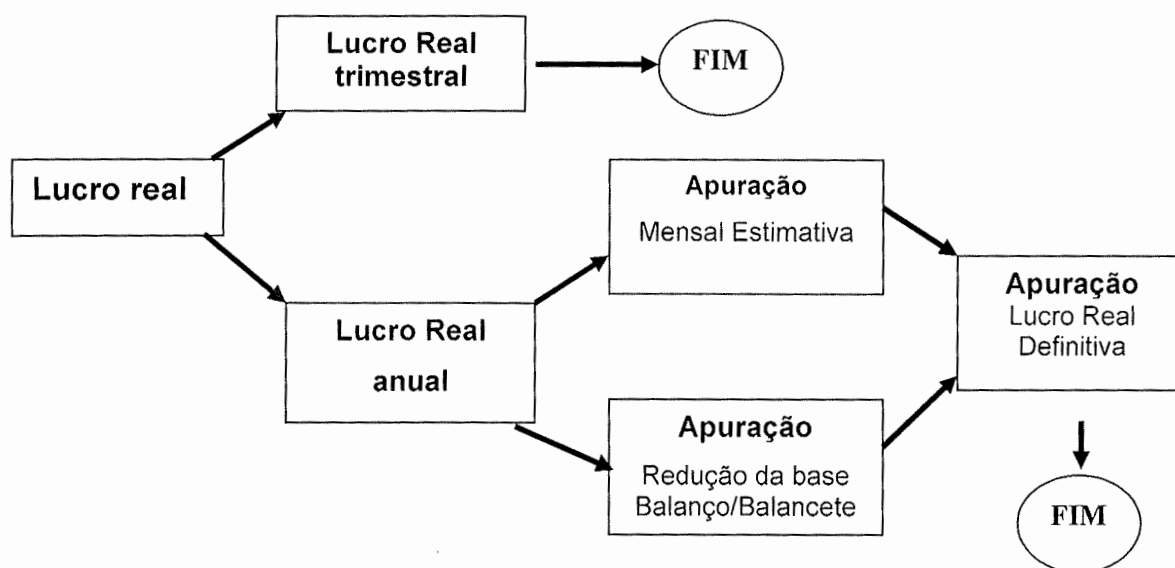 Lucro Real
trimestral
FIM
Lucro real
Apuração
Mensal Estimativa
Lucro Real
anual
Apuração
Lucro Real
Definitiva
Apuração
Redução da base
Balanço/Balancete
FIM